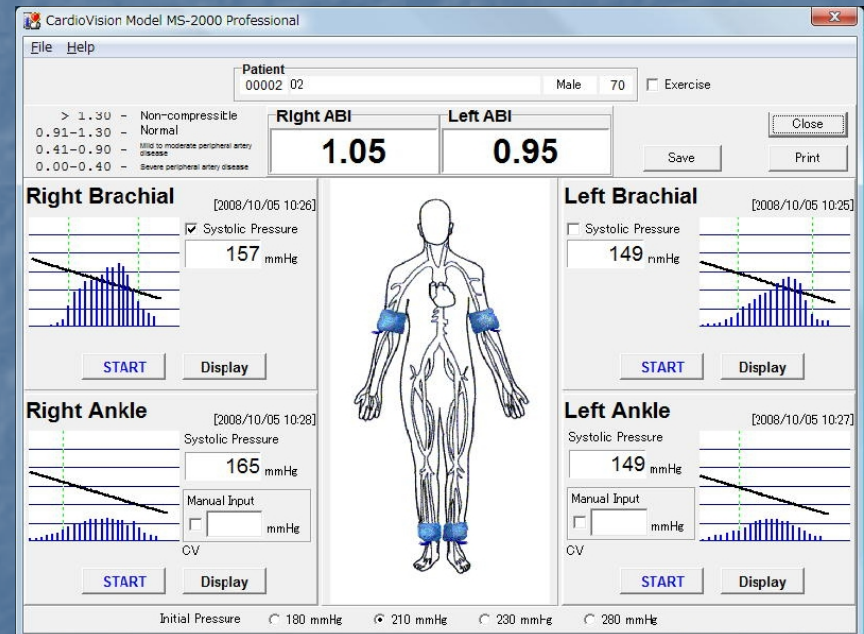 CardioVision Model MS-2000 Professional
File Help
Patient
00002 02 Male 70 Exercise
> 1.30 - Non-compressitle
0.91-1.30 - Normal
0.41-0.90 - Mild to moderate peripheral artery disease
0.00-0.40 - Severe peripheral artery disease
Right ABI
1.05
Left ABI
0.95
Close
Save
Print
Right Brachial
[2008/10/05 10:26]
Systolic Pressure
157 mmHg
START Display
Left Brachial
[2008/10/05 10:25]
Systolic Pressure
149 mmHg
START Display
Right Ankle
[2008/10/05 10:28]
Systolic Pressure
165 mmHg
Manual Input
mmHg
CV
START Display
Left Ankle
[2008/10/05 10:27]
Systolic Pressure
149 mmHg
Manual Input
mmHg
CV
START Display
Initial Pressure 180 mmHg 210 mmHg 230 mmHg 280 mmHg